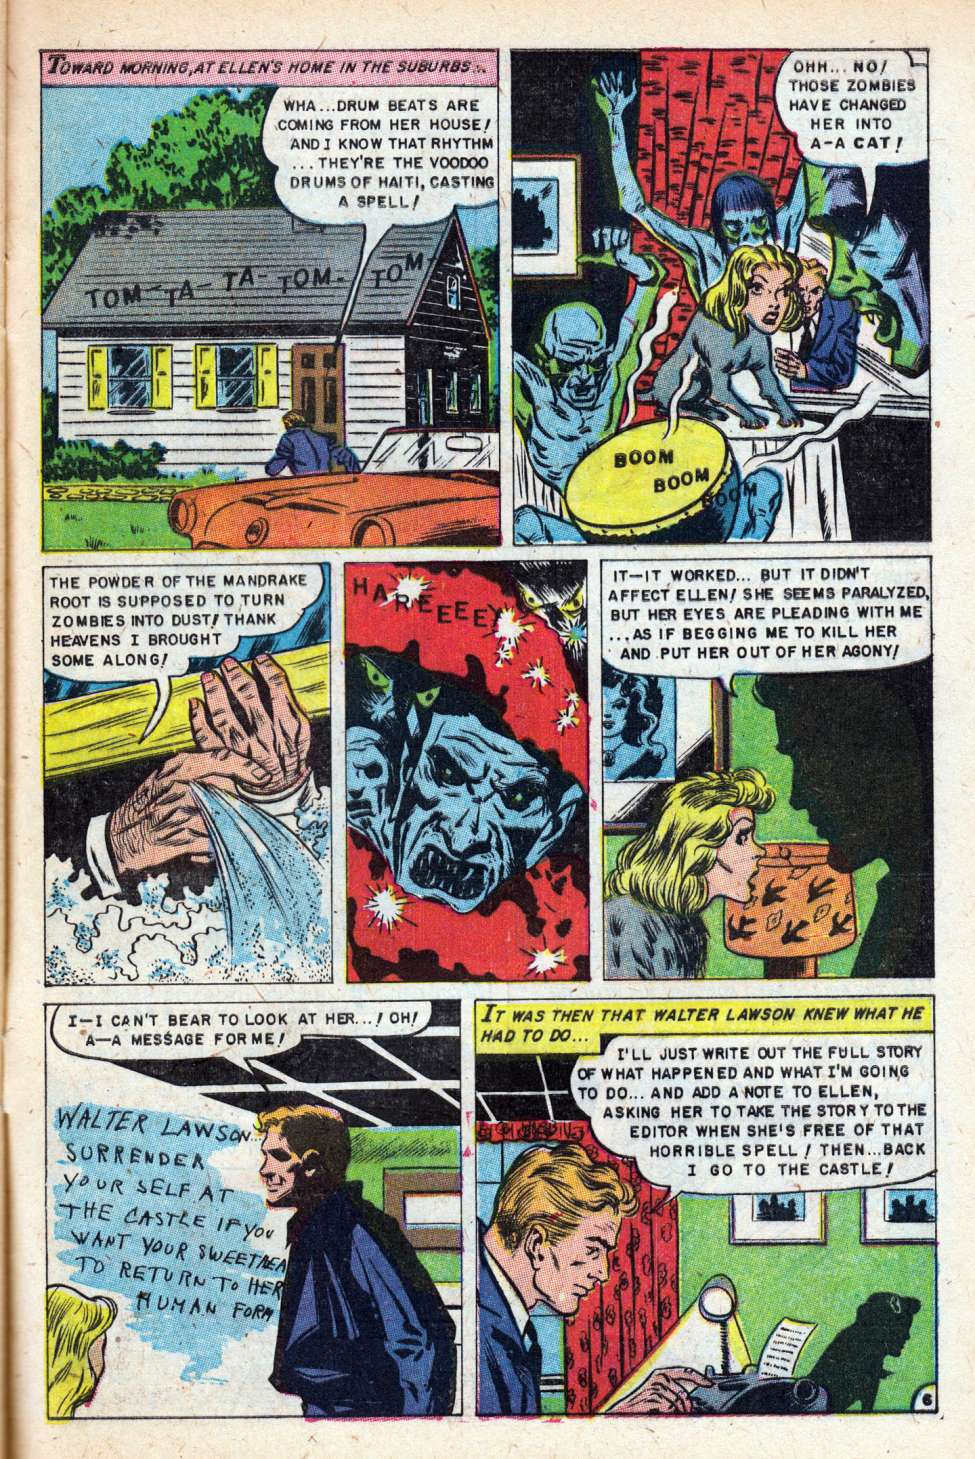 TOWARD MORNING, AT ELLEN'S HOME IN THE SUBURBS...
WHA...DRUM BEATS ARE
COMING FROM HER HOUSE!
AND I KNOW THAT RHYTHM
...THEY'RE THE VOODOO
DRUMS OF HAITI, CASTING
A SPELL!
TOM-TA-TA-TOM-TOM
OHH...NO!
THOSE ZOMBIES
HAVE CHANGED
HER INTO
A-A CAT!
BOOM
BOOM
BOOM
THE POWDER OF THE MANDRAKE
ROOT IS SUPPOSED TO TURN
ZOMBIES INTO DUST! THANK
HEAVENS I BROUGHT
SOME ALONG!
HAREEEEY
IT-IT WORKED... BUT IT DIDN'T
AFFECT ELLEN! SHE SEEMS PARALYZED,
BUT HER EYES ARE PLEADING WITH ME
...AS IF BEGGING ME TO KILL HER
AND PUT HER OUT OF HER AGONY!
I-I CAN'T BEAR TO LOOK AT HER...! OH!
A-A MESSAGE FOR ME!
WALTER LAWSON...
SURRENDER
YOUR SELF AT
THE CASTLE IF YOU
WANT YOUR SWEETHEA
TO RETURN TO HER
HUMAN FORM
IT WAS THEN THAT WALTER LAWSON KNEW WHAT HE
HAD TO DO...
I'LL JUST WRITE OUT THE FULL STORY
OF WHAT HAPPENED AND WHAT I'M GOING
TO DO... AND ADD A NOTE TO ELLEN,
ASKING HER TO TAKE THE STORY TO THE
EDITOR WHEN SHE'S FREE OF THAT
HORRIBLE SPELL! THEN...BACK
I GO TO THE CASTLE!
6